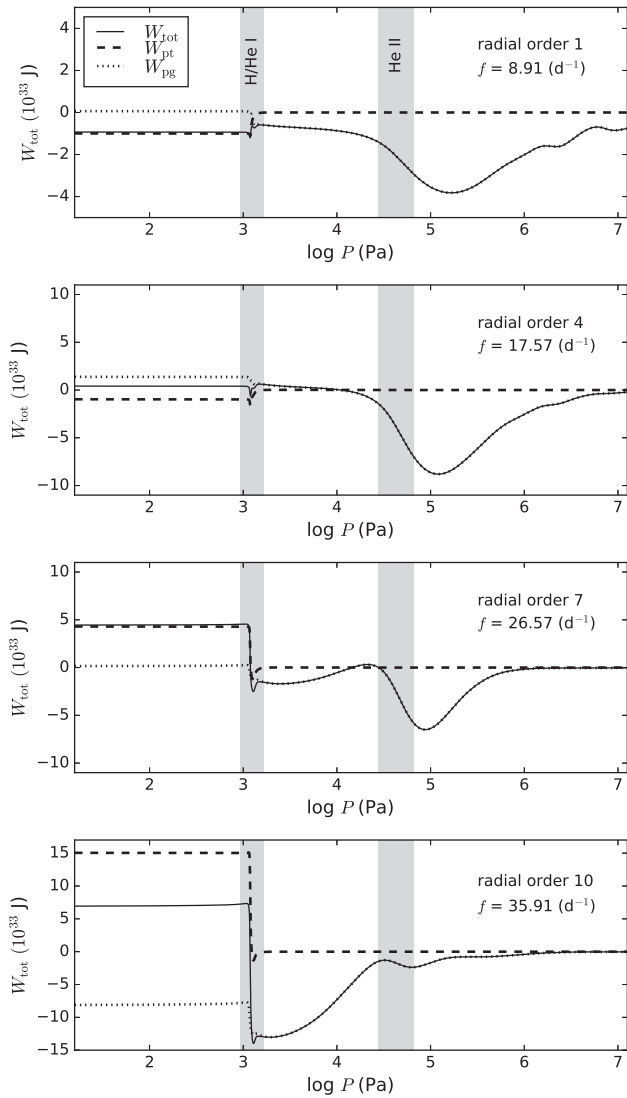 W_tot
W_pt
W_pg
H/He I
He II
radial order 1
f = 8.91 (d⁻¹)
W_tot (10³³ J)
4
2
0
−2
−4
2 3 4 5 6 7
log P (Pa)
radial order 4
f = 17.57 (d⁻¹)
W_tot (10³³ J)
10
5
0
−5
−10
2 3 4 5 6 7
log P (Pa)
radial order 7
f = 26.57 (d⁻¹)
W_tot (10³³ J)
10
5
0
−5
−10
2 3 4 5 6 7
log P (Pa)
radial order 10
f = 35.91 (d⁻¹)
W_tot (10³³ J)
15
10
5
0
−5
−10
−15
2 3 4 5 6 7
log P (Pa)